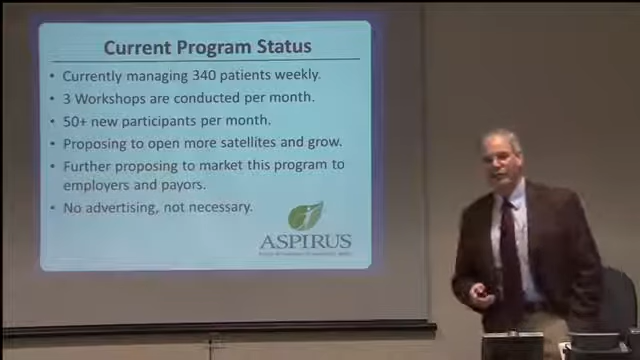 Current Program Status
• Currently managing 340 patients weekly.
• 3 Workshops are conducted per month.
• 50+ new participants per month.
• Proposing to open more satellites and grow.
• Further proposing to market this program to
employers and payors.
• No advertising, not necessary.
ASPIRUS